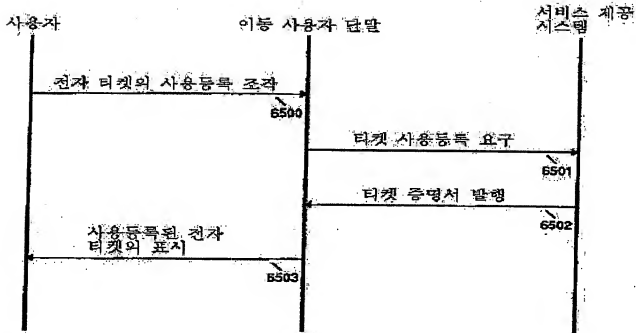 사용자
이동 사용자 단말
서비스 제공
시스템
전자 티켓의 사용등록 조작
6500
티켓 사용등록 요구
6501
티켓 증명서 발행
6502
사용등록된 전자
티켓의 표시
6503